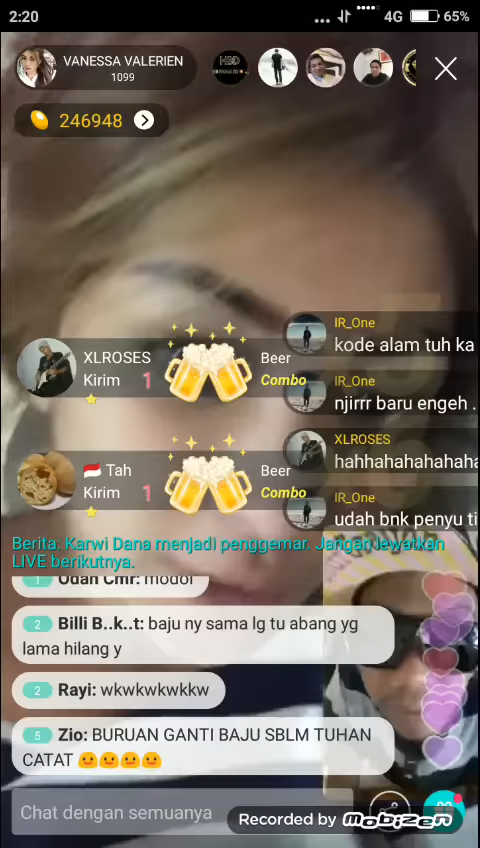 2:20
4G
65%
VANESSA VALERIEN
1099
HBD
246948
IR_One
kode alam tuh ka
XLROSES
Kirim 1
Beer
Combo
IR_One
njirrr baru engeh .
XLROSES
hahhahahahahaha
Tah
Kirim 1
Beer
Combo
IR_One
udah bnk penyu ti
Berita: Karwi Dana menjadi penggemar. Jangan lewatkan
LIVE berikutnya.
1 Udah Cmr: modol
2 Billi B..k..t: baju ny sama lg tu abang yg
lama hilang y
2 Rayi: wkwkwkwkkw
5 Zio: BURUAN GANTI BAJU SBLM TUHAN
CATAT
Chat dengan semuanya
Recorded by Mobizen